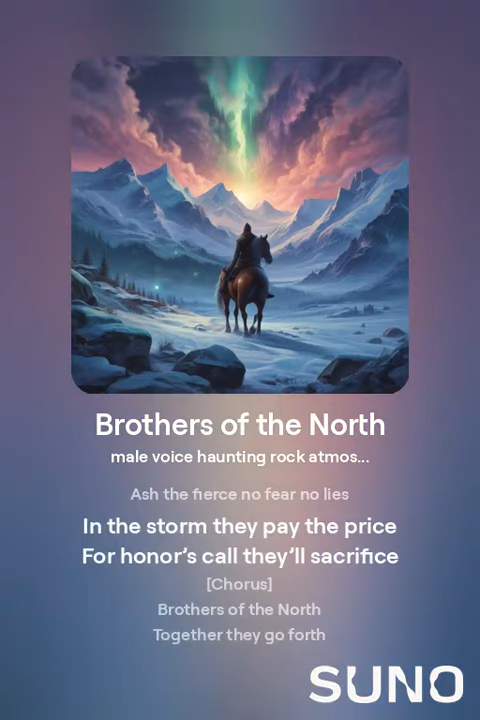 Brothers of the North
male voice haunting rock atmos...
Ash the fierce no fear no lies
In the storm they pay the price
For honor’s call they’ll sacrifice
[Chorus]
Brothers of the North
Together they go forth
SUNO